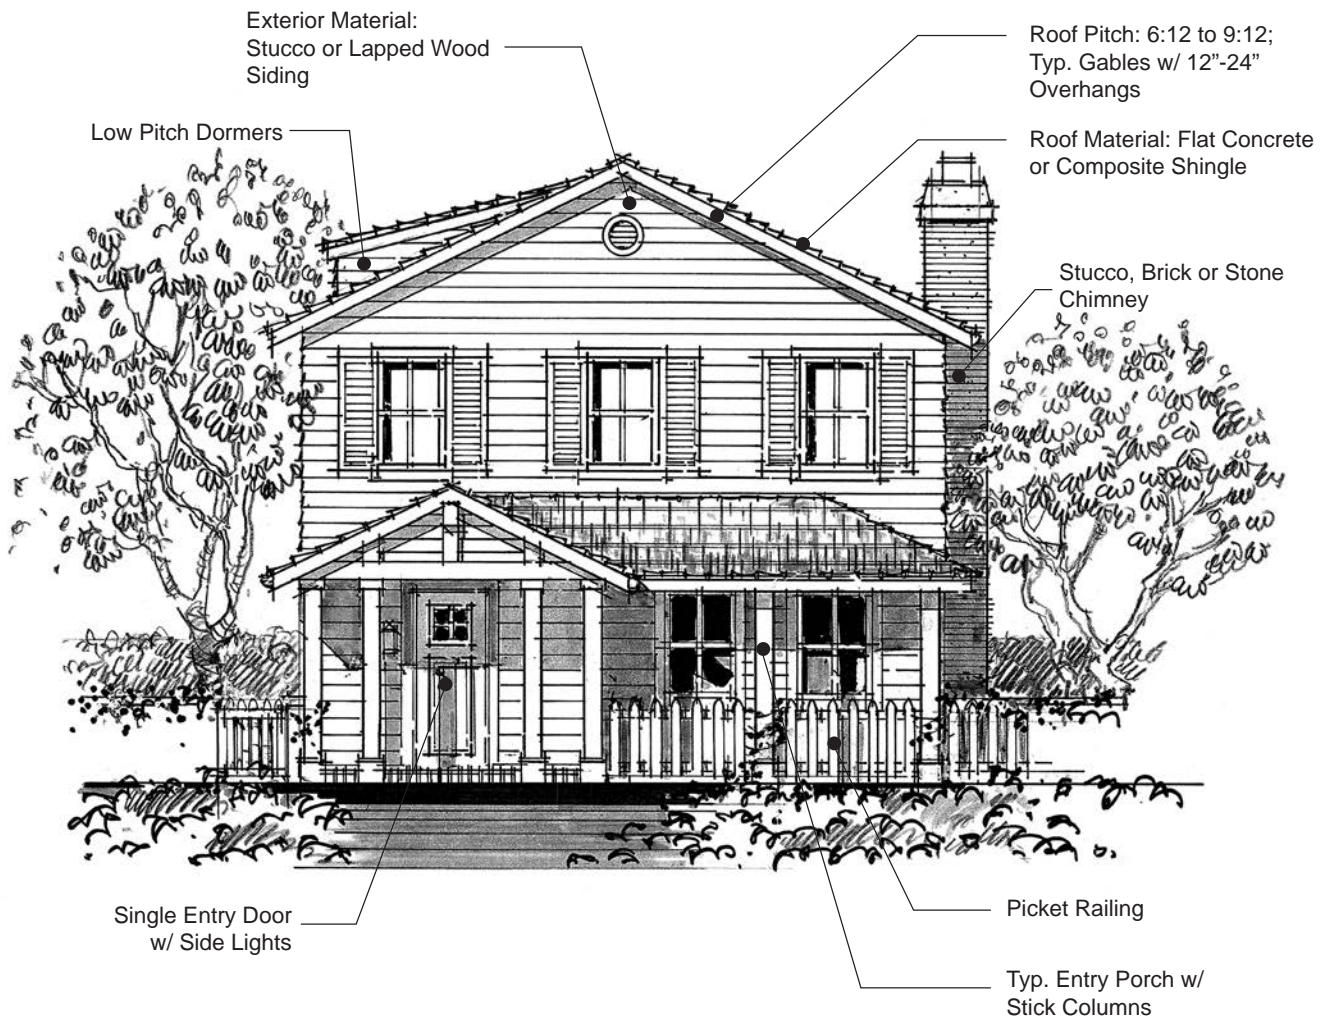 Exterior Material:
Stucco or Lapped Wood
Siding
Roof Pitch: 6:12 to 9:12;
Typ. Gables w/ 12”-24”
Overhangs
Low Pitch Dormers
Roof Material: Flat Concrete
or Composite Shingle
Stucco, Brick or Stone
Chimney
Single Entry Door
w/ Side Lights
Picket Railing
Typ. Entry Porch w/
Stick Columns